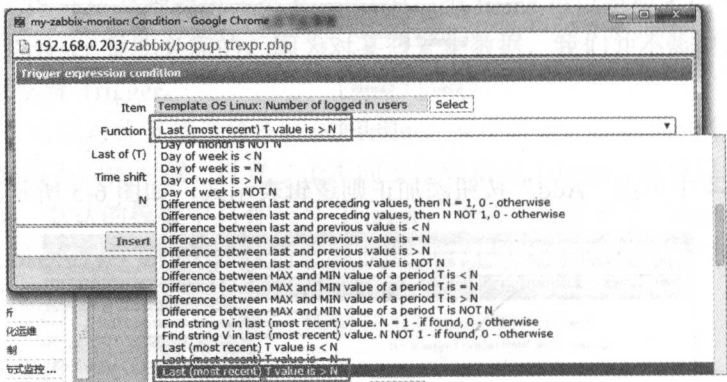 my-zabbix-monitor: Condition - Google Chrome
192.168.0.203/zabbix/popup_trexpr.php
Trigger expression condition
Item Template OS Linux: Number of logged in users Select
Function Last (most recent) T value is > N
Last of (T)
Time shift
N
Insert
Day of month is NOT N
Day of week is < N
Day of week is = N
Day of week is > N
Day of week is NOT N
Difference between last and preceding values, then N = 1, 0 - otherwise
Difference between last and preceding values, then N NOT 1, 0 - otherwise
Difference between last and previous value is < N
Difference between last and previous value is = N
Difference between last and previous value is > N
Difference between last and previous value is NOT N
Difference between MAX and MIN value of a period T is < N
Difference between MAX and MIN value of a period T is = N
Difference between MAX and MIN value of a period T is > N
Difference between MAX and MIN value of a period T is NOT N
Find string V in last (most recent) value. N = 1 - if found, 0 - otherwise
Find string V in last (most recent) value. N NOT 1 - if found, 0 - otherwise
Last (most recent) T value is < N
Last (most recent) T value is = N
Last (most recent) T value is > N
化运维
制
布式监控 ...